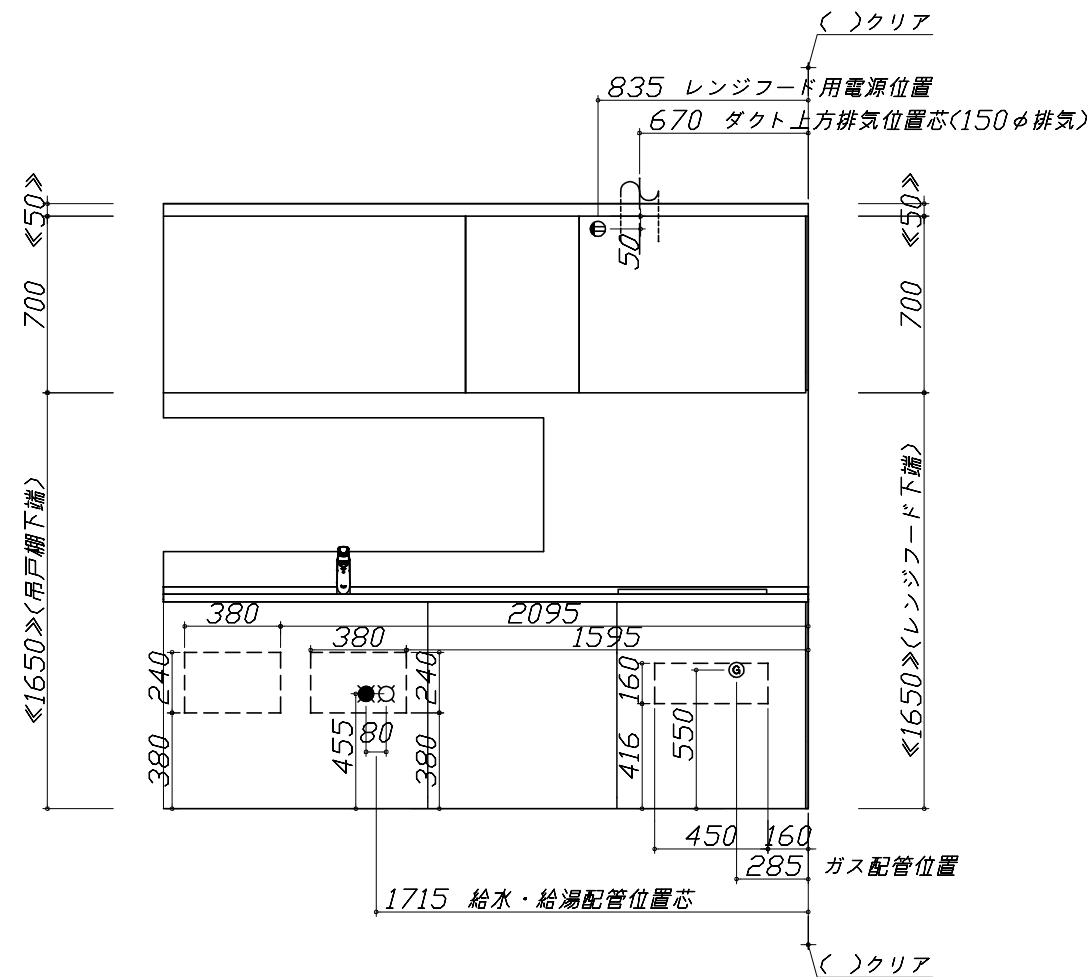 ( )クリア
835 レンジフード用電源位置
670 ダクト上方排気位置芯(150φ排気)
≪50≫
≪50≫
50
700
700
≪1650≫(吊戸棚下端)
≪1650≫(レンジフード下端)
380
2095
380
1595
240
240
160
G
550
455
80
380
380
416
450
160
285 ガス配管位置
1715 給水・給湯配管位置芯
( )クリア